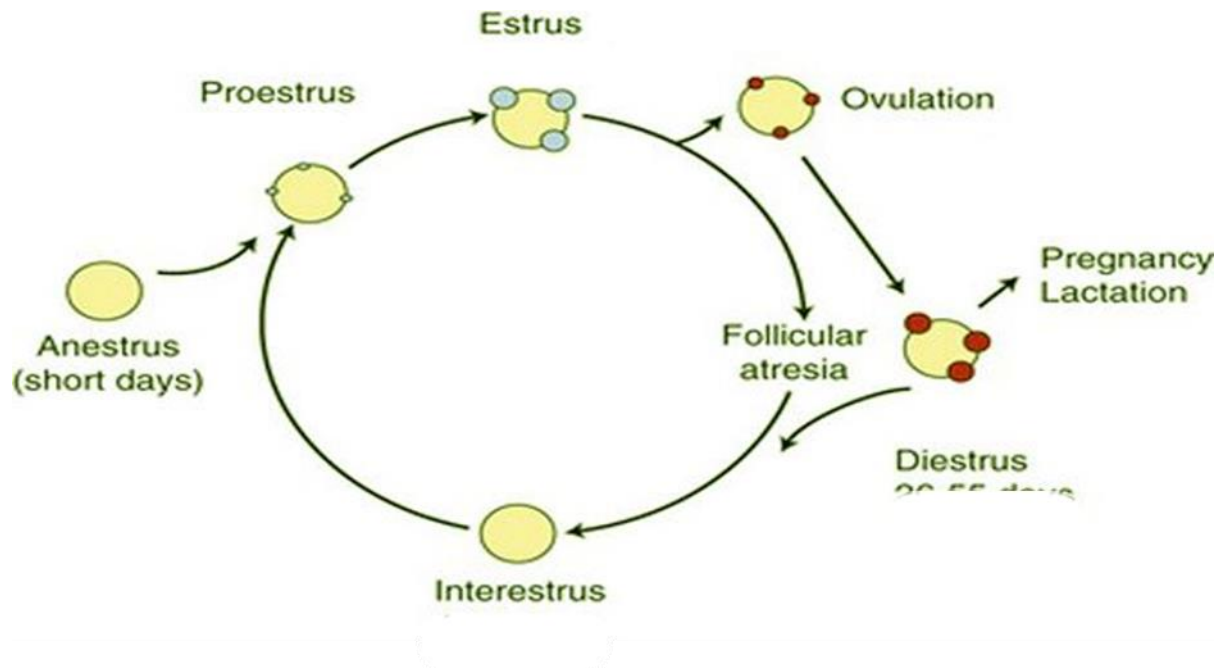 Estrus
Proestrus
Ovulation
Pregnancy
Lactation
Follicular
atresia
Anestrus
(short days)
Diestrus
Interestrus